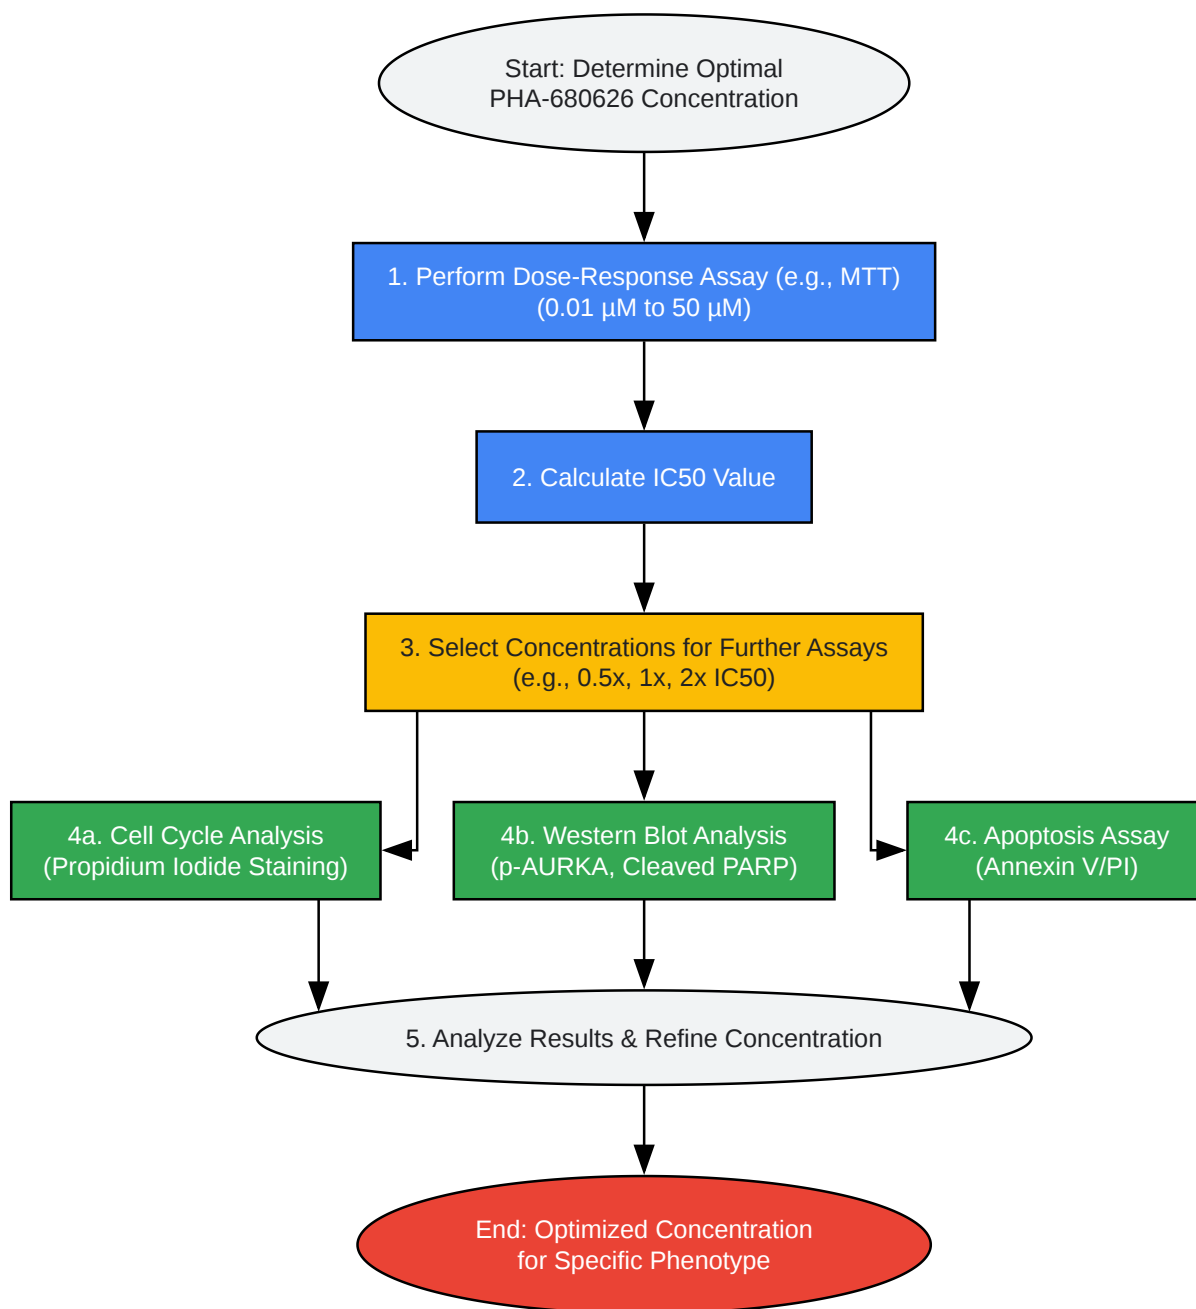 Start: Determine Optimal
PHA-680626 Concentration
1. Perform Dose-Response Assay (e.g., MTT)
(0.01 µM to 50 µM)
2. Calculate IC50 Value
3. Select Concentrations for Further Assays
(e.g., 0.5x, 1x, 2x IC50)
4a. Cell Cycle Analysis
(Propidium Iodide Staining)
4b. Western Blot Analysis
(p-AURKA, Cleaved PARP)
4c. Apoptosis Assay
(Annexin V/PI)
5. Analyze Results & Refine Concentration
End: Optimized Concentration
for Specific Phenotype